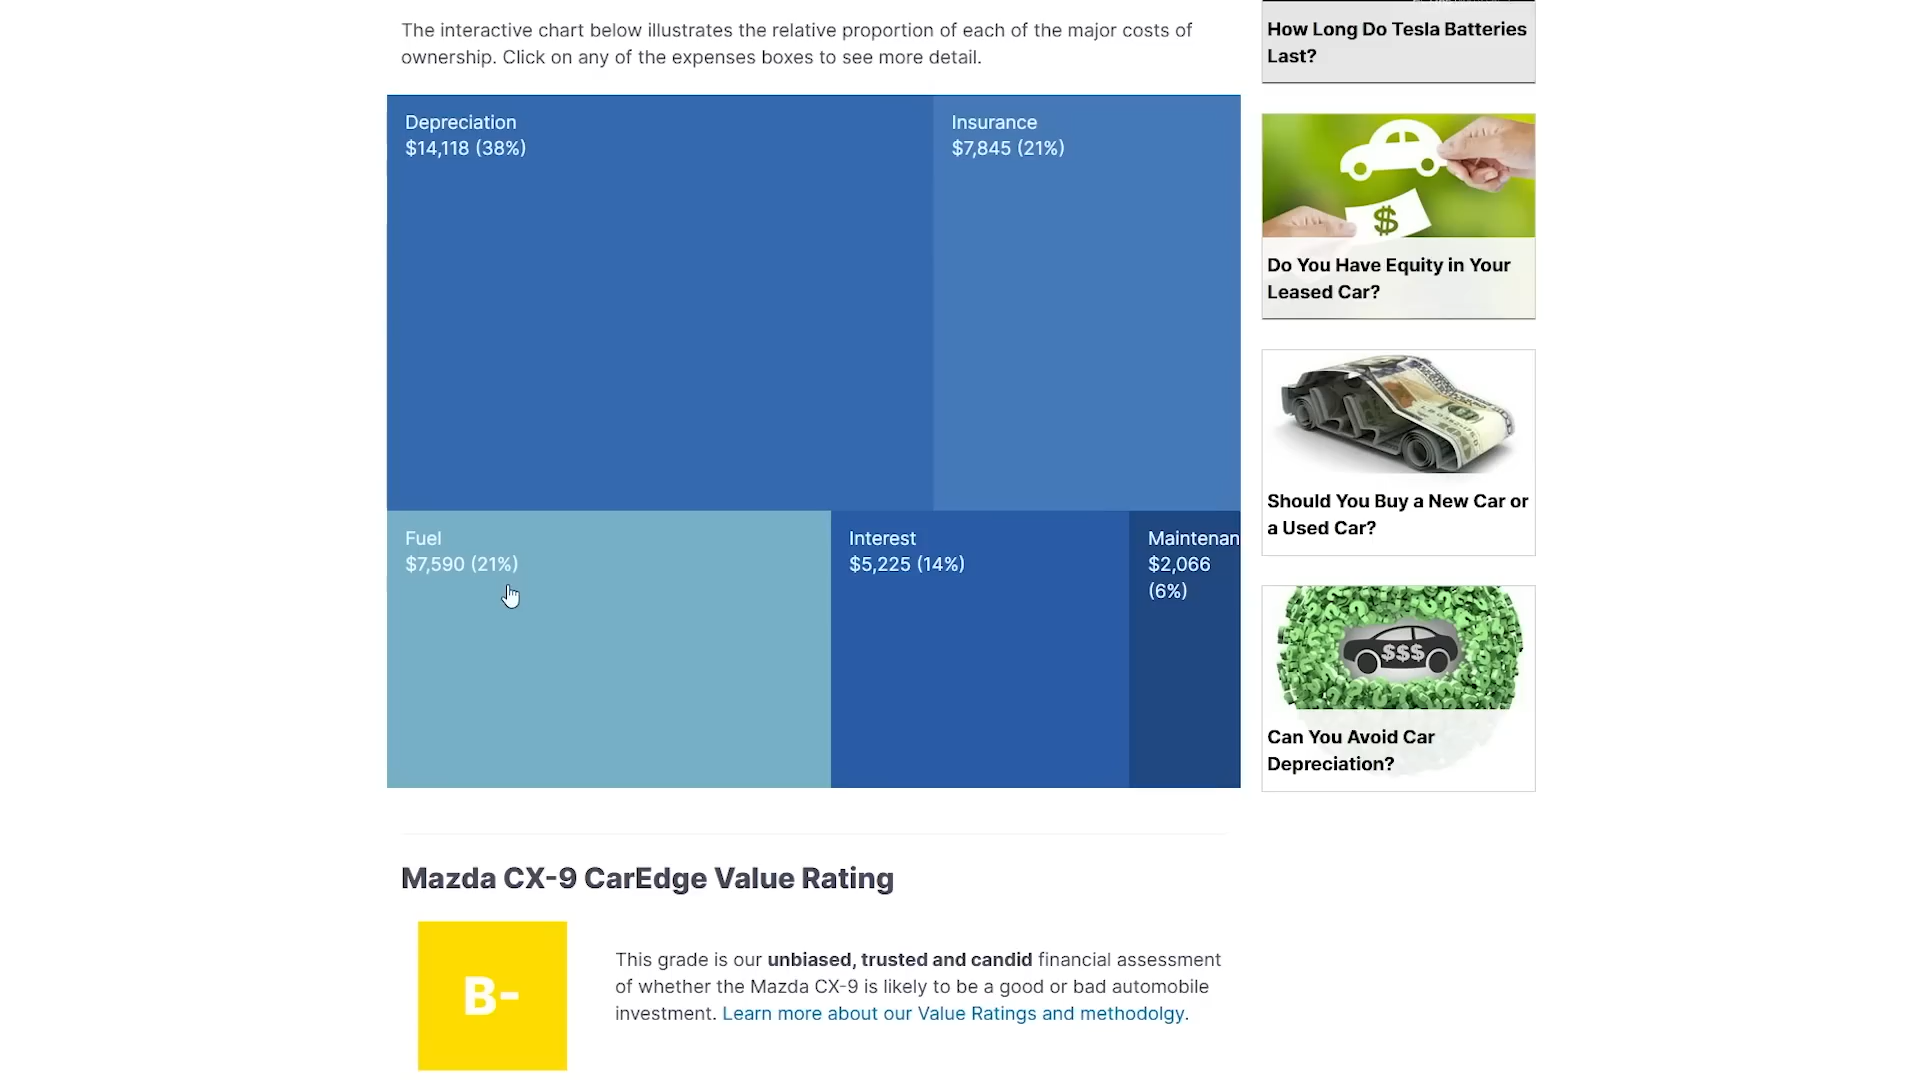 The interactive chart below illustrates the relative proportion of each of the major costs of
ownership. Click on any of the expenses boxes to see more detail.
Depreciation
$14,118 (38%)
Insurance
$7,845 (21%)
Fuel
$7,590 (21%)
Interest
$5,225 (14%)
Maintenan
$2,066
(6%)
Mazda CX-9 CarEdge Value Rating
B-
This grade is our unbiased, trusted and candid financial assessment
of whether the Mazda CX-9 is likely to be a good or bad automobile
investment. Learn more about our Value Ratings and methodolgy.
How Long Do Tesla Batteries
Last?
$
Do You Have Equity in Your
Leased Car?
Should You Buy a New Car or
a Used Car?
$$$
Can You Avoid Car
Depreciation?